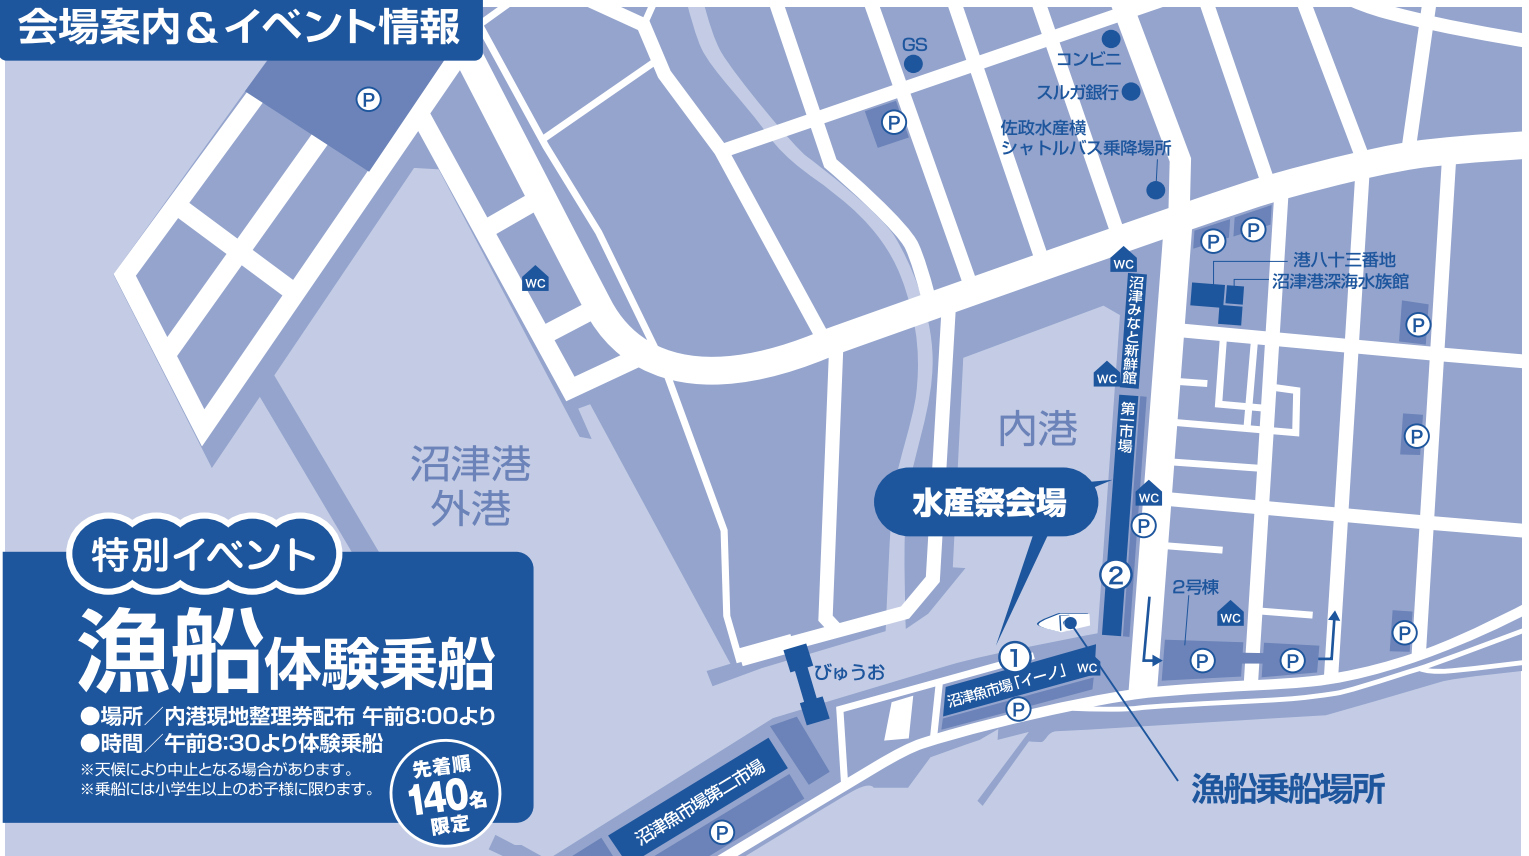 会場案内＆イベント情報
P
GS
コンビニ
スルガ銀行
P
佐政水産横
シャトルバス乗降場所
P
P
港八十三番地
沼津港深海水族館
WC
WC
沼津みなと新鮮館
P
WC
第一市場
内港
P
沼津港
外港
水産祭会場
WC
P
2
2号棟
WC
P
P
P
1
びゅうお
沼津魚市場「イーノ」
WC
P
漁船乗船場所
沼津魚市場第二市場
P
特別イベント
漁船体験乗船
●場所／内港現地整理券配布 午前8:00より
●時間／午前8:30より体験乗船
※天候により中止となる場合があります。
※乗船には小学生以上のお子様に限ります。
先着順
140名
限定